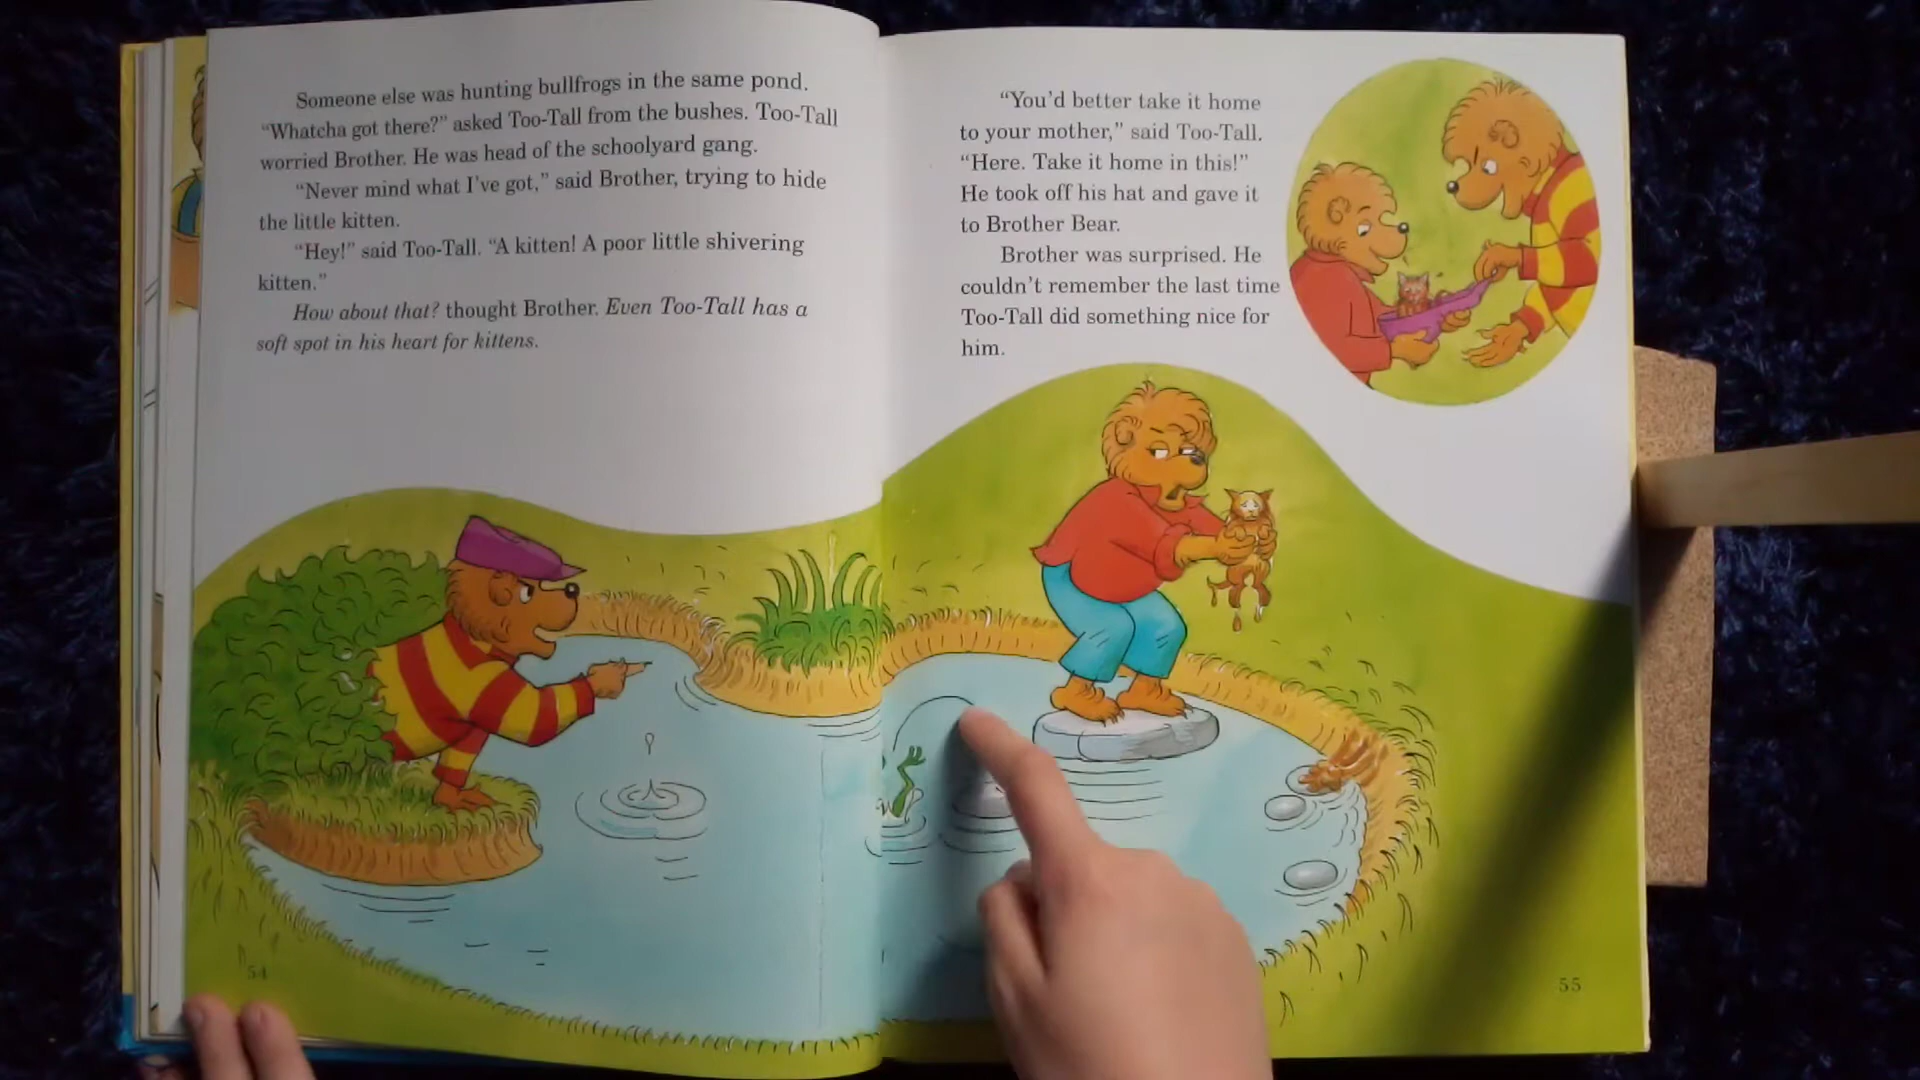 Someone else was hunting bullfrogs in the same pond.
“Whatcha got there?” asked Too-Tall from the bushes. Too-Tall
worried Brother. He was head of the schoolyard gang.
“Never mind what I’ve got,” said Brother, trying to hide
the little kitten.
“Hey!” said Too-Tall. “A kitten! A poor little shivering
kitten.”
How about that? thought Brother. Even Too-Tall has a
soft spot in his heart for kittens.
54
“You’d better take it home
to your mother,” said Too-Tall.
“Here. Take it home in this!”
He took off his hat and gave it
to Brother Bear.
Brother was surprised. He
couldn’t remember the last time
Too-Tall did something nice for
him.
55